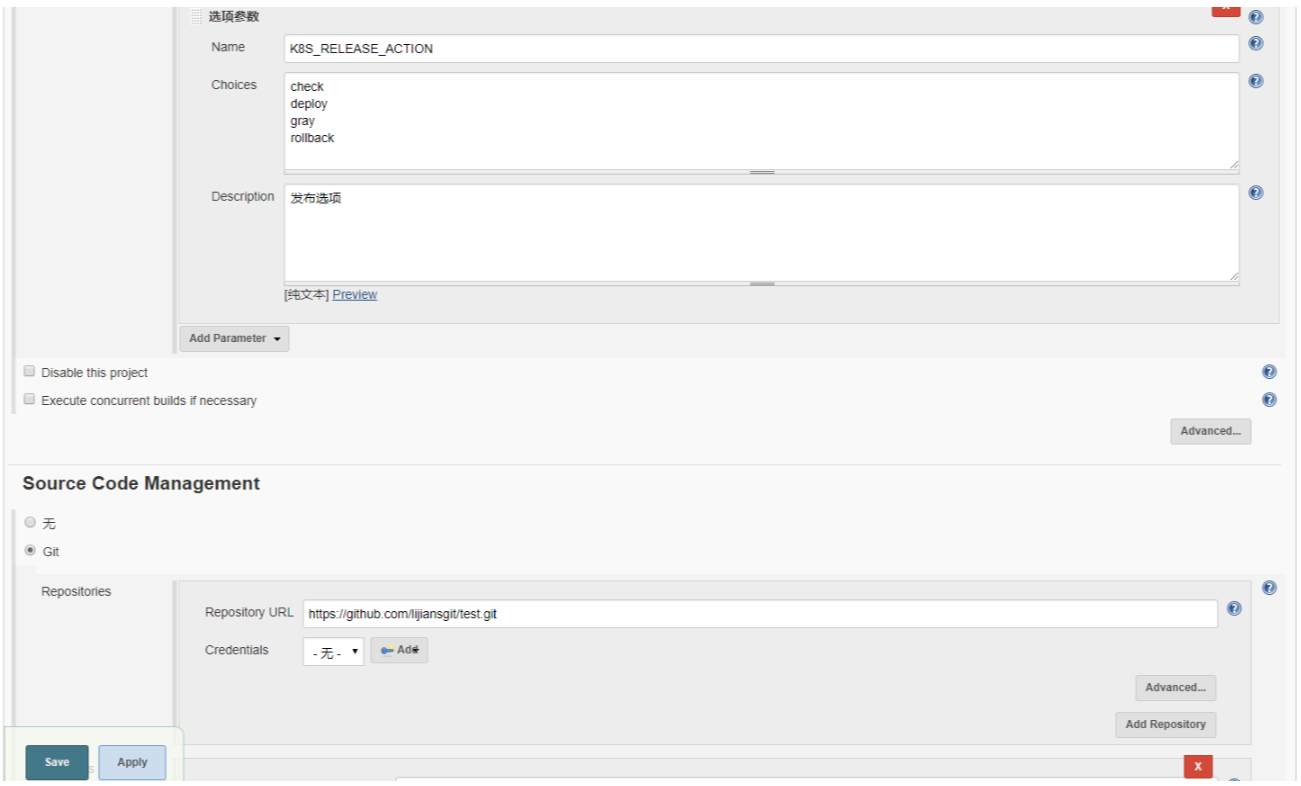 选项参数
Name K8S_RELEASE_ACTION
Choices
check
deploy
gray
rollback
Description 发布选项
[纯文本] Preview
Add Parameter
Disable this project
Execute concurrent builds if necessary
Advanced...
Source Code Management
无
Git
Repositories
Repository URL https://github.com/lijiansgit/test.git
Credentials - 无 - Add
Advanced...
Add Repository
Save Apply
X